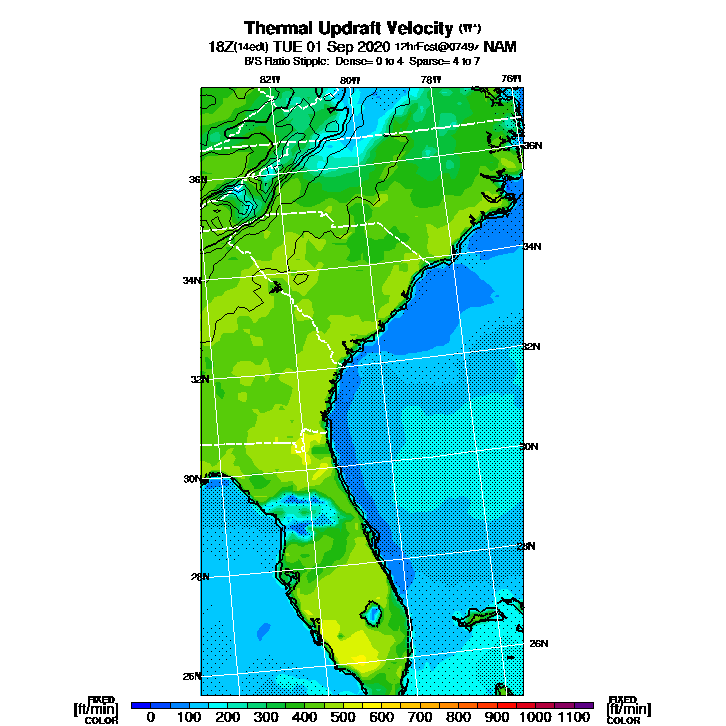 Thermal Updraft Velocity (W*)
18Z(14edt) TUE 01 Sep 2020 12hrFcst@0749z NAM
B/S Ratio Stipple: Dense= 0 to 4 Sparse= 4 to 7
82W 80W 78W 76W
36N
36N
34N
34N
32N
32N
30N
30N
28N
28N
26N
26N
FIXED
[ft/min]
COLOR
0 100 200 300 400 500 600 700 800 900 1000 1100
FIXED
[ft/min]
COLOR